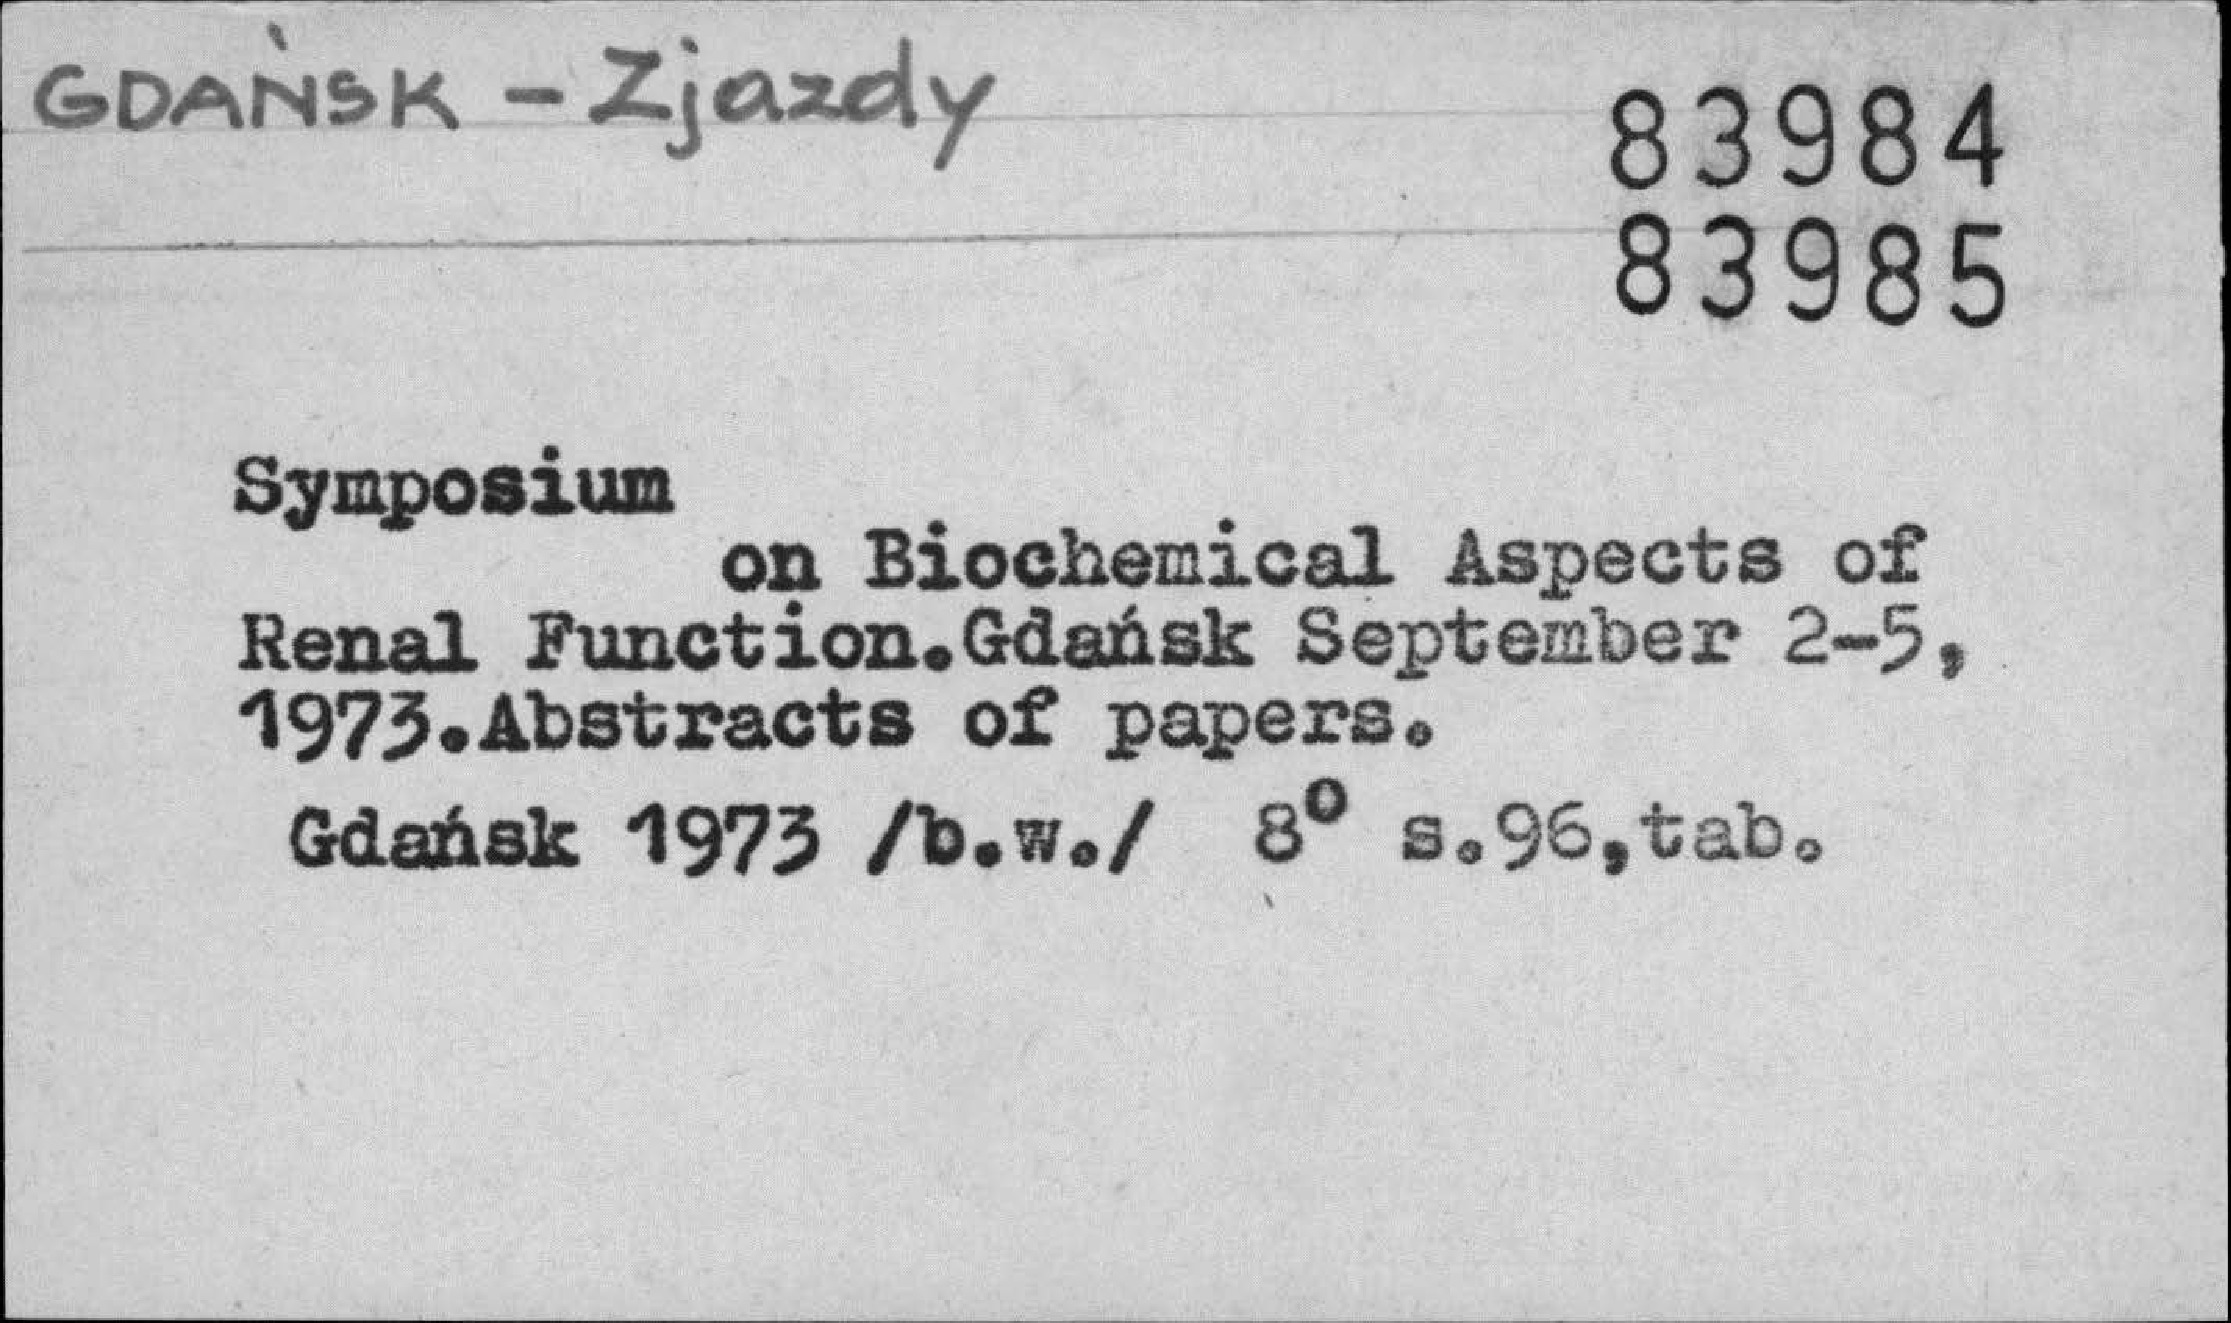 GDAŃSK - Zjazdy
83984
83985
Symposium
on Biochemical Aspects of
Renal Function.Gdańsk September 2-5,
1973.Abstracts of papers.
Gdańsk 1973 /b.w./ 8° s.96,tab.